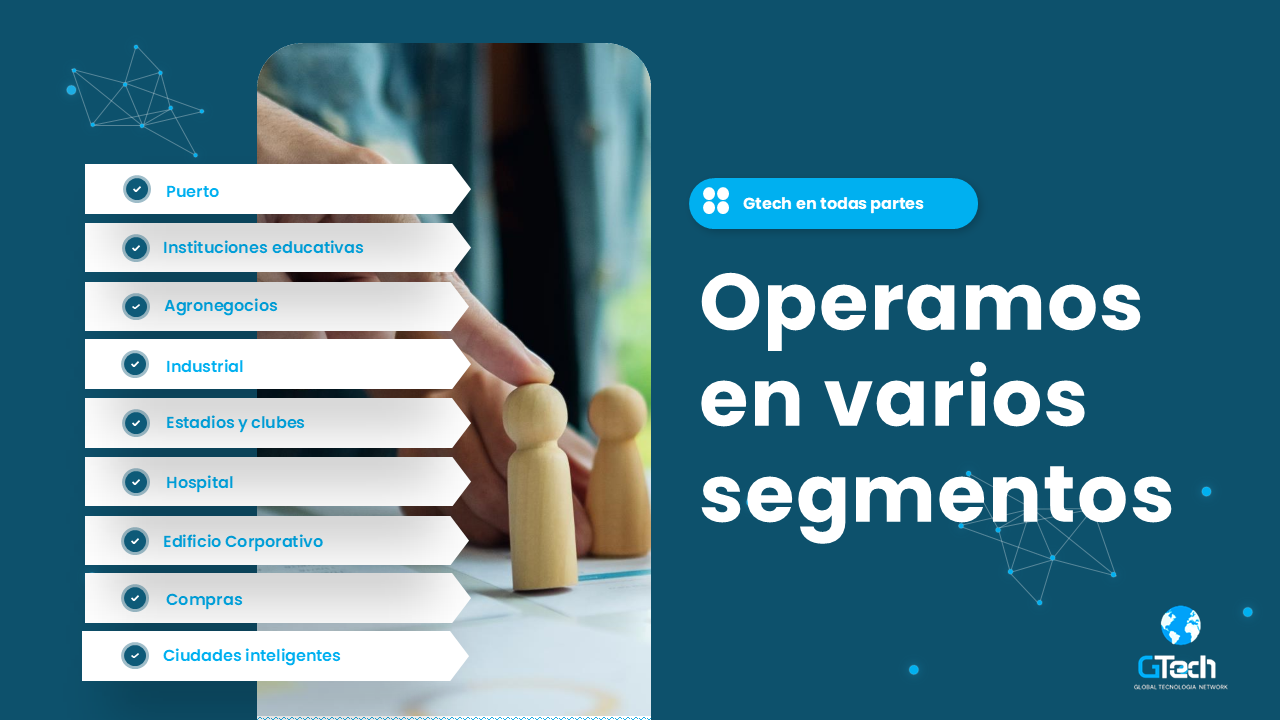 Puerto
Instituciones educativas
Agronegocios
Industrial
Estadios y clubes
Hospital
Edificio Corporativo
Compras
Ciudades inteligentes
Gtech en todas partes
Operamos
en varios
segmentos
GTech
GLOBAL TECNOLOGIA NETWORK